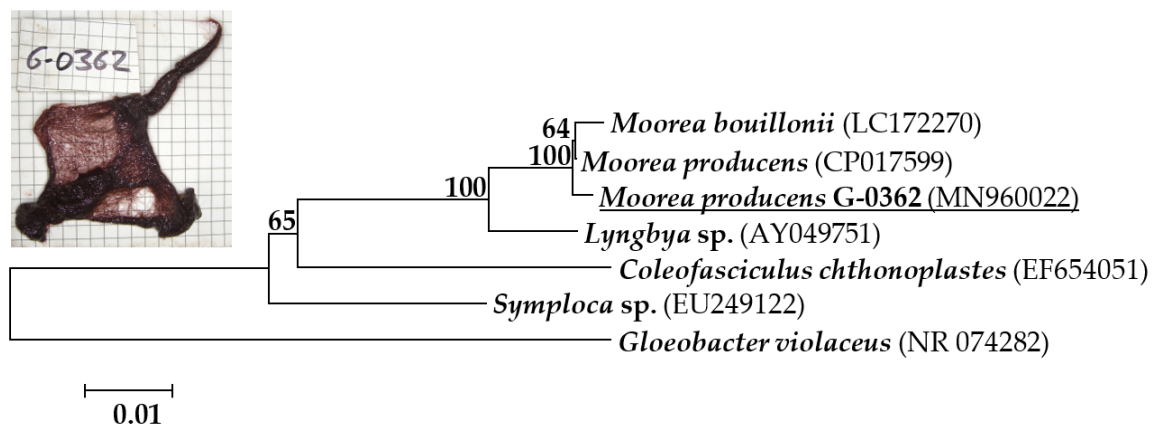 G-0362
Moorea bouillonii (LC172270)
64
100
Moorea producens (CP017599)
100
Moorea producens G-0362 (MN960022)
65
Lyngbya sp. (AY049751)
Coleofasciculus chthonoplastes (EF654051)
Symploca sp. (EU249122)
Gloeobacter violaceus (NR 074282)
0.01